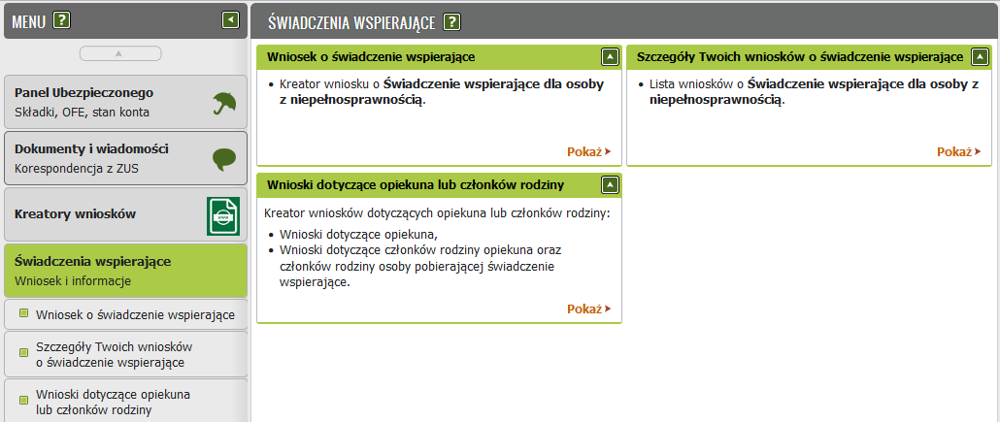 MENU ?
Panel Ubezpieczonego
Składki, OFE, stan konta
Dokumenty i wiadomości
Korespondencja z ZUS
Kreatory wniosków
Świadczenia wspierające
Wniosek i informacje
Wniosek o świadczenie wspierające
Szczegóły Twoich wniosków
o świadczenie wspierające
Wnioski dotyczące opiekuna
lub członków rodziny
ŚWIADCZENIA WSPIERAJĄCE ?
Wniosek o świadczenie wspierające
• Kreator wniosku o Świadczenie wspierające dla osoby
z niepełnosprawnością.
Pokaż
Szczegóły Twoich wniosków o świadczenie wspierające
• Lista wniosków o Świadczenie wspierające dla osoby z
niepełnosprawnością.
Pokaż
Wnioski dotyczące opiekuna lub członków rodziny
Kreator wniosków dotyczących opiekuna lub członków rodziny:
• Wnioski dotyczące opiekuna,
• Wnioski dotyczące członków rodziny opiekuna oraz
członków rodziny osoby pobierającej świadczenie
wspierające.
Pokaż